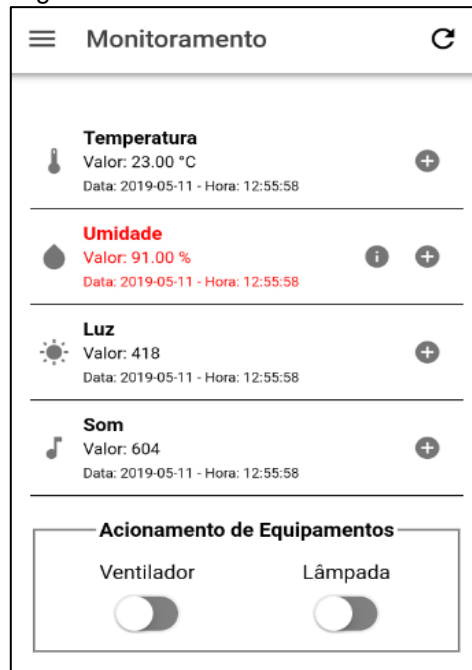 Monitoramento
Temperatura
Valor: 23.00 °C
Data: 2019-05-11 - Hora: 12:55:58
Umidade
Valor: 91.00 %
Data: 2019-05-11 - Hora: 12:55:58
Luz
Valor: 418
Data: 2019-05-11 - Hora: 12:55:58
Som
Valor: 604
Data: 2019-05-11 - Hora: 12:55:58
Acionamento de Equipamentos
Ventilador Lâmpada